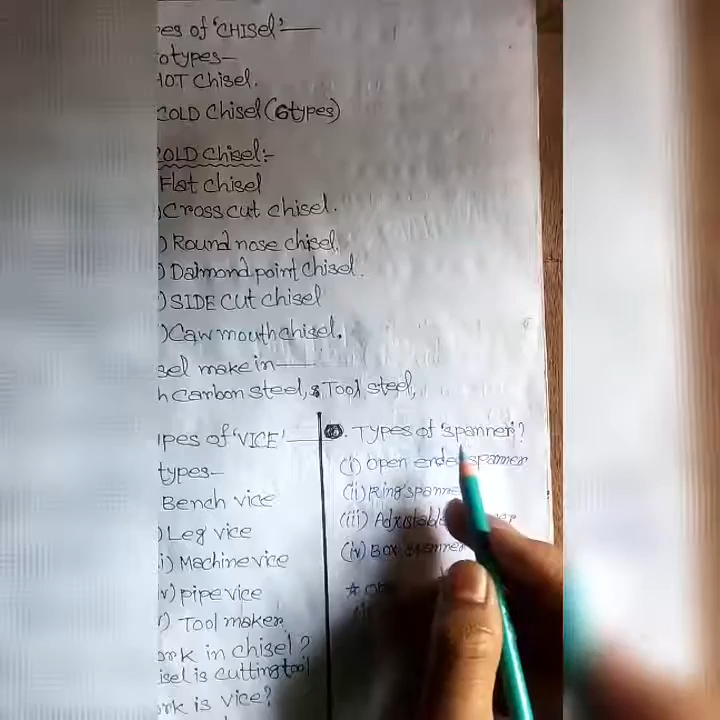 es of 'CHISel'
otypes-
HOT Chisel.
COLD Chisel (6types)
OLD Chisel:-
Flat chisel
)Cross cut chisel.
) Round nose chisel.
) Daimond point Chisel.
) SIDE CUt chisel
) Caw mouth chisel.
sel make in
h Carbon steel, & Tool steel,
pes of 'VICE'
types-
Bench vice
) Leg vice
i) Machine vice
v) pipe vice
) Tool maker
ork in chisel?
isel is cutting tool
ork is vice?
. Types of 'spanner'?
(i) open ended spanner
(ii) Ring spanne
(iii) Adjustable
(iv) Box spanner